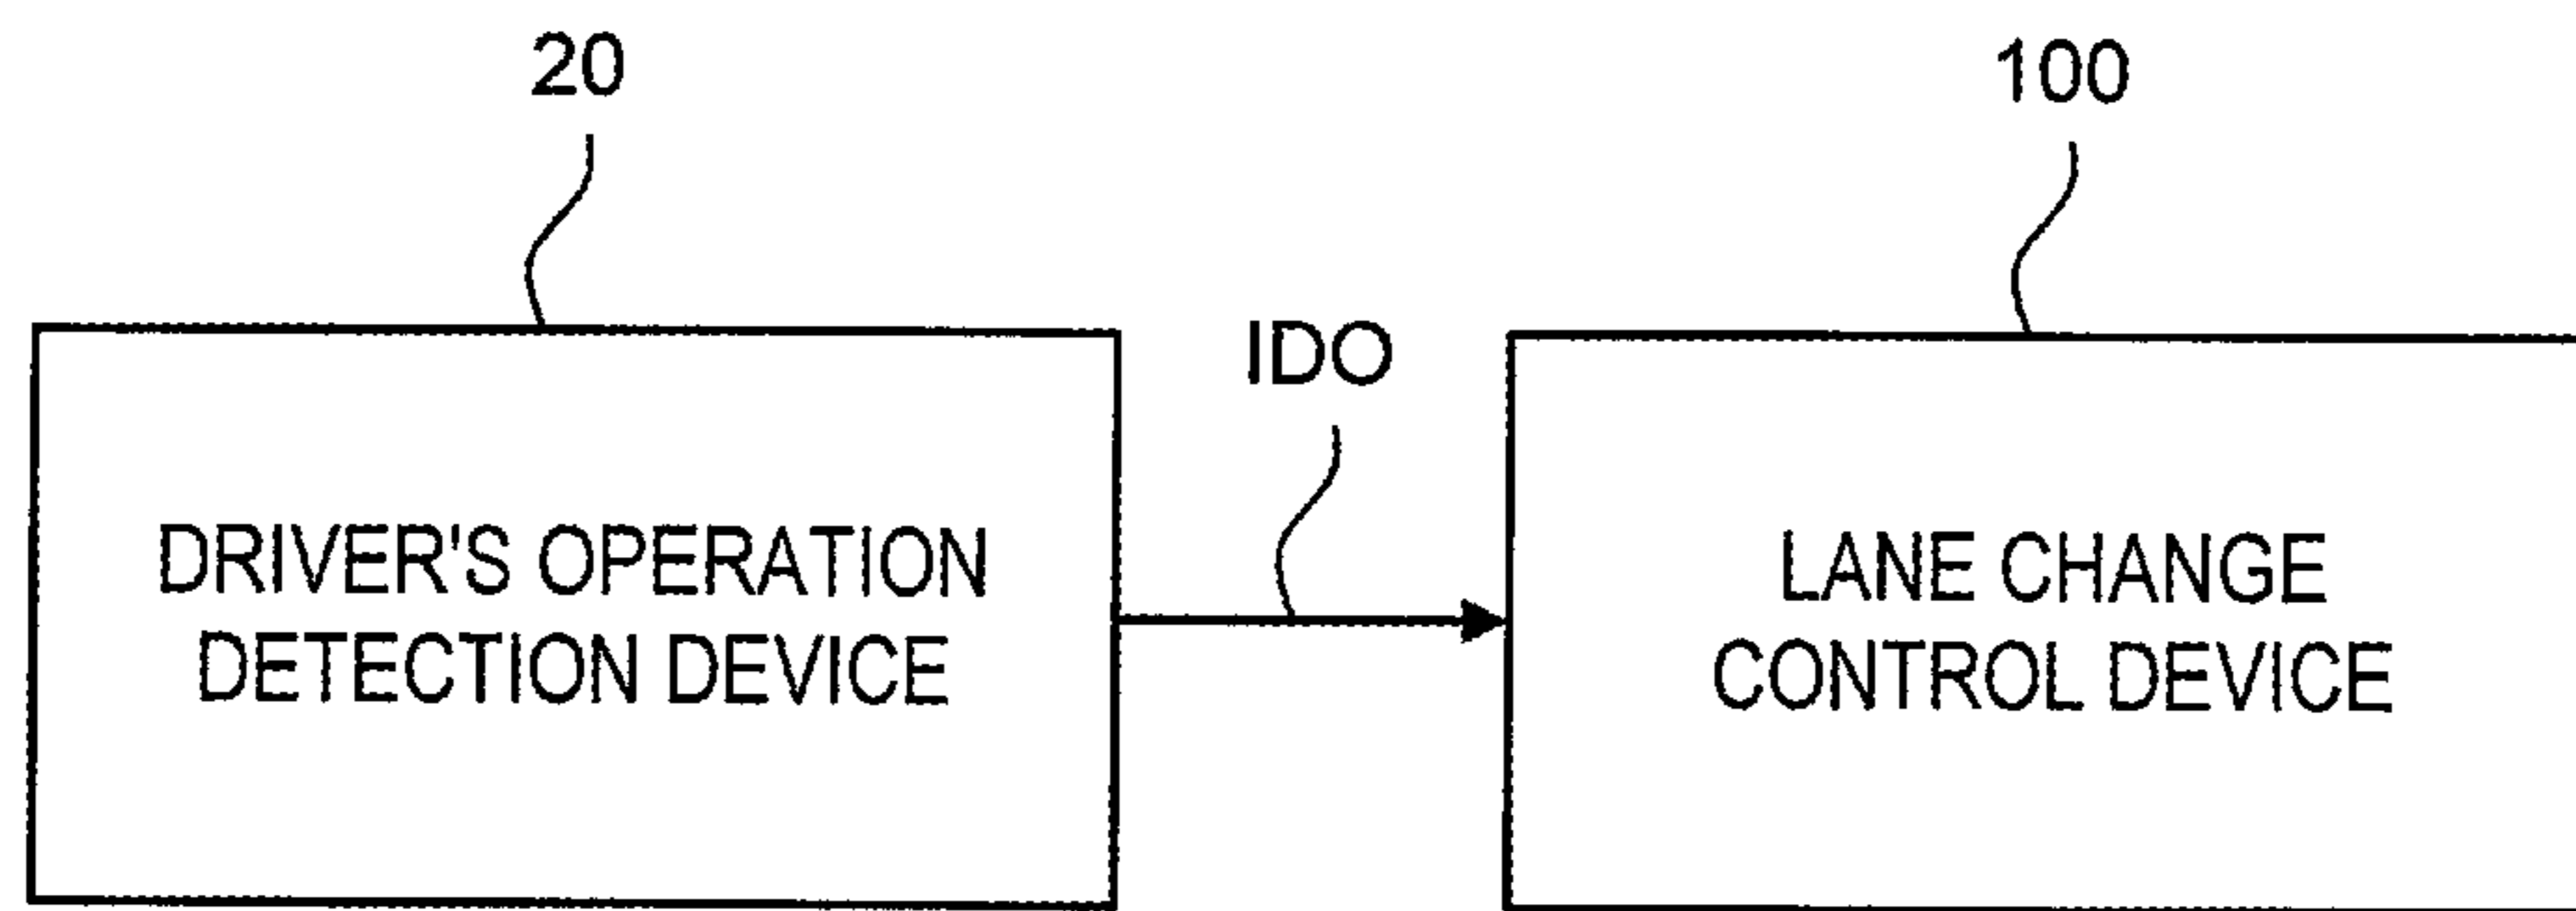 20
100
IDO
DRIVER'S OPERATION
DETECTION DEVICE
LANE CHANGE
CONTROL DEVICE